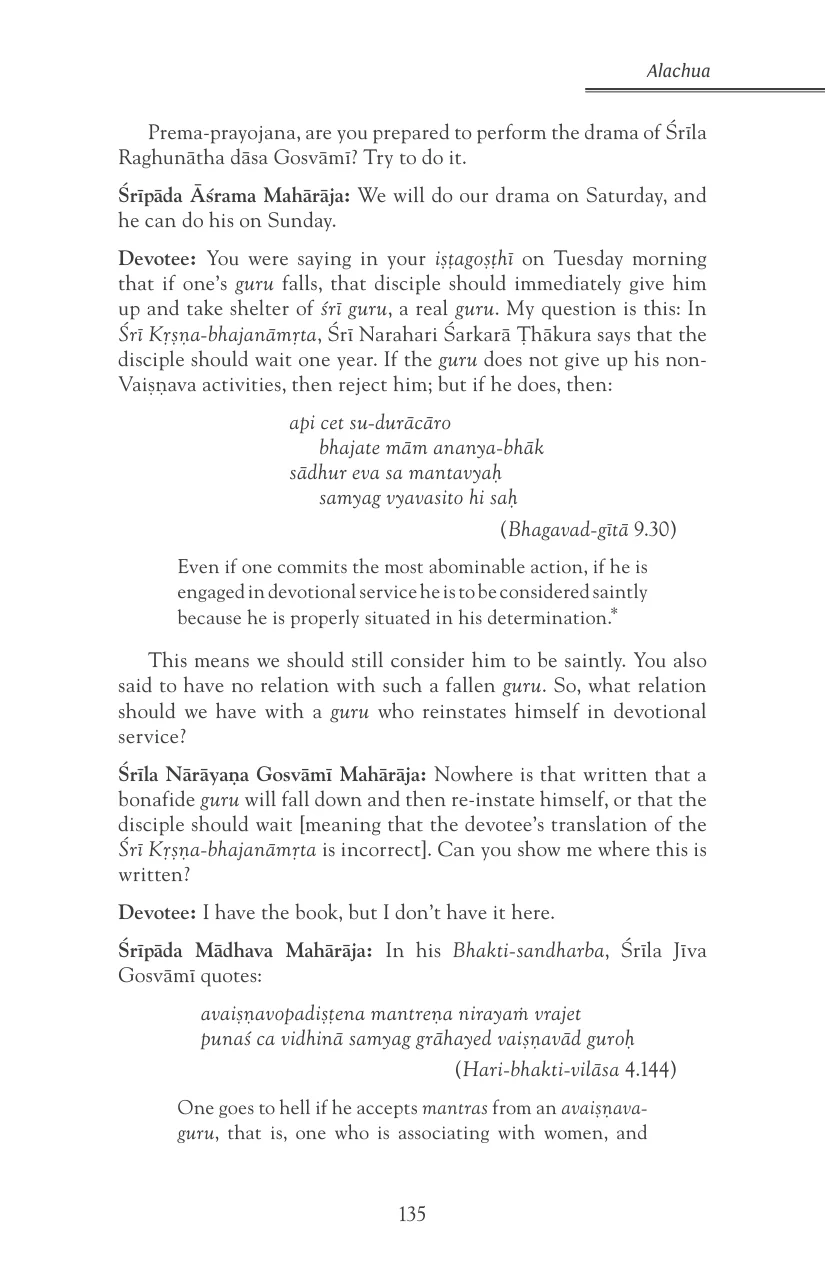 Alachua
Prema-prayojana, are you prepared to perform the drama of Śrīla
Raghunātha dāsa Gosvāmī? Try to do it.
Śrīpāda Āśrama Mahārāja: We will do our drama on Saturday, and
he can do his on Sunday.
Devotee: You were saying in your iṣṭagoṣṭhī on Tuesday morning
that if one’s guru falls, that disciple should immediately give him
up and take shelter of śrī guru, a real guru. My question is this: In
Śrī Kṛṣṇa-bhajanāmṛta, Śrī Narahari Śarkarā Ṭhākura says that the
disciple should wait one year. If the guru does not give up his non-
Vaiṣṇava activities, then reject him; but if he does, then:
api cet su-durācāro
bhajate mām ananya-bhāk
sādhur eva sa mantavyaḥ
samyag vyavasito hi saḥ
(Bhagavad-gītā 9.30)
Even if one commits the most abominable action, if he is
engaged in devotional service he is to be considered saintly
because he is properly situated in his determination.*
This means we should still consider him to be saintly. You also
said to have no relation with such a fallen guru. So, what relation
should we have with a guru who reinstates himself in devotional
service?
Śrīla Nārāyaṇa Gosvāmī Mahārāja: Nowhere is that written that a
bonafide guru will fall down and then re-instate himself, or that the
disciple should wait [meaning that the devotee’s translation of the
Śrī Kṛṣṇa-bhajanāmṛta is incorrect]. Can you show me where this is
written?
Devotee: I have the book, but I don’t have it here.
Śrīpāda Mādhava Mahārāja: In his Bhakti-sandharba, Śrīla Jīva
Gosvāmī quotes:
avaiṣṇavopadiṣṭena mantreṇa nirayaṁ vrajet
punaś ca vidhinā samyag grāhayed vaiṣṇavād guroḥ
(Hari-bhakti-vilāsa 4.144)
One goes to hell if he accepts mantras from an avaiṣṇava-
guru, that is, one who is associating with women, and
135